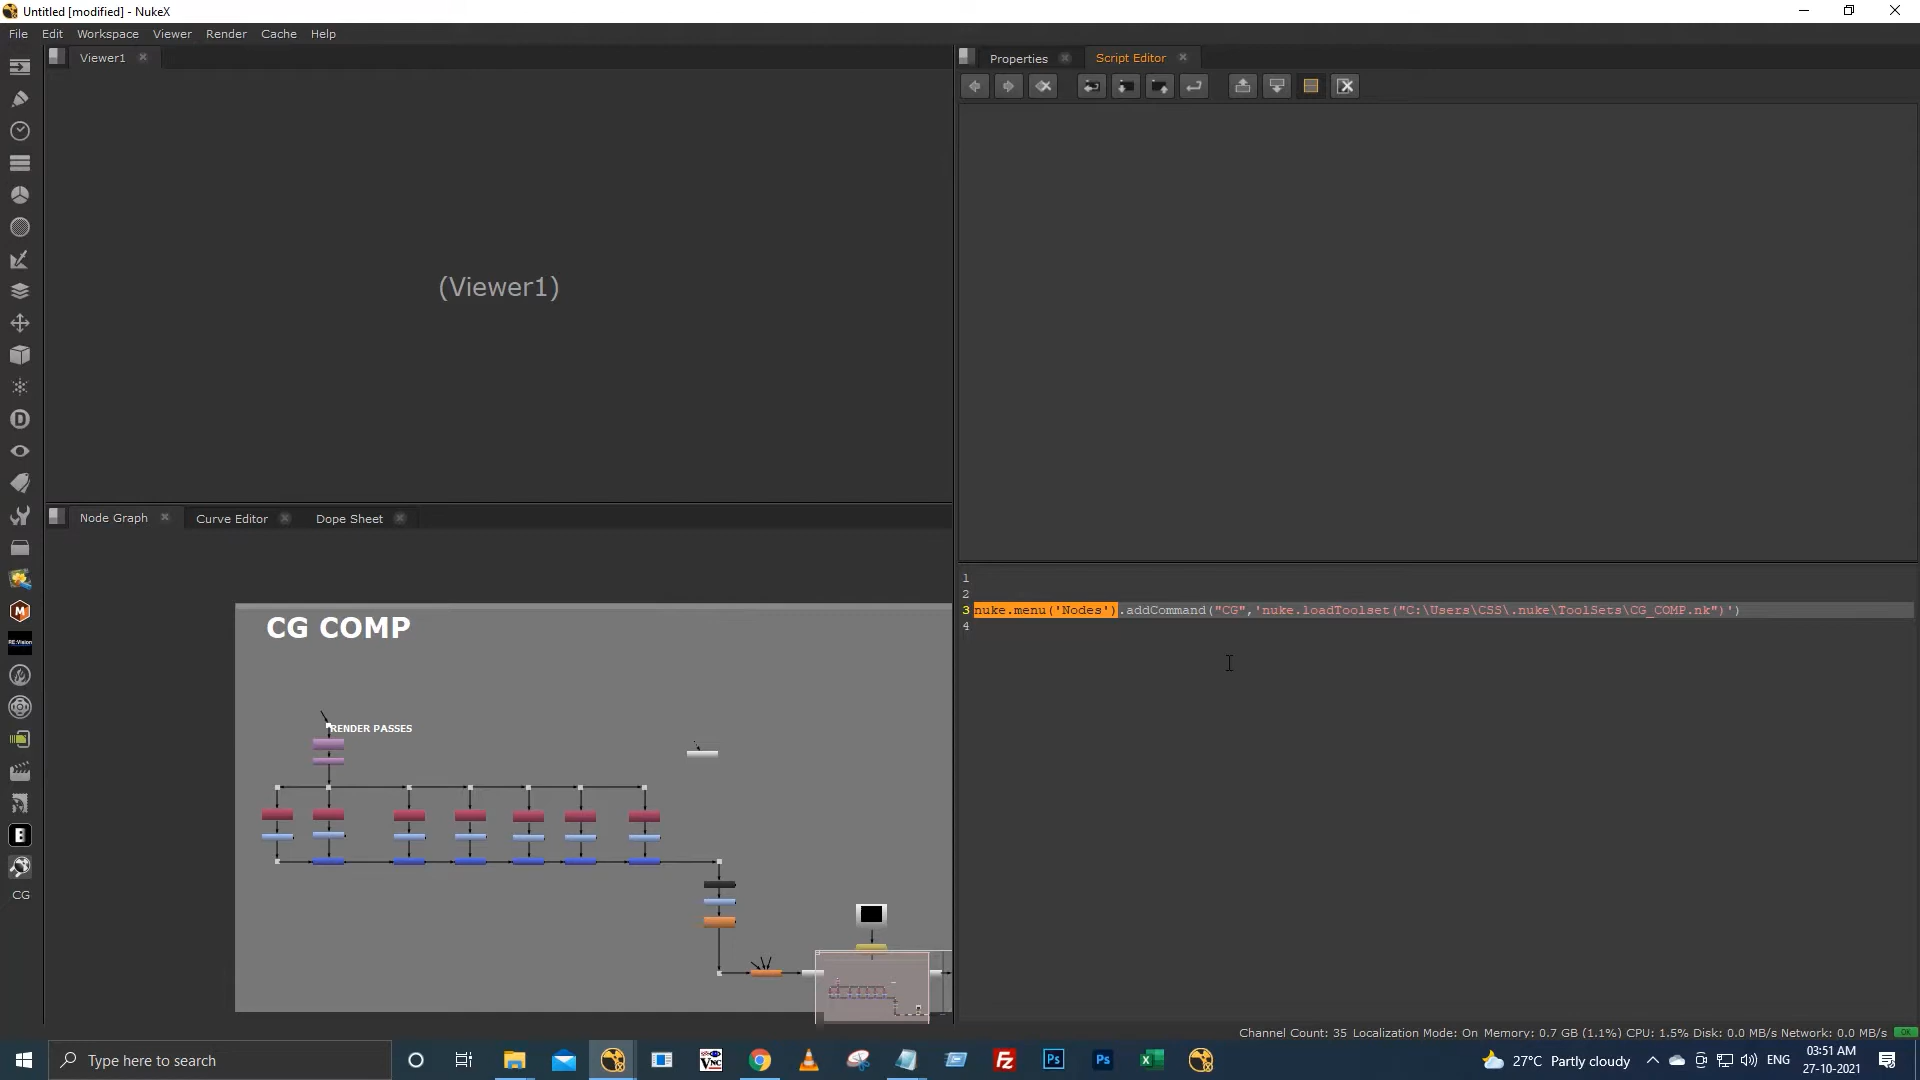 Untitled [modified] - NukeX
File Edit Workspace Viewer Render Cache Help
Viewer1
Properties
Script Editor
(Viewer1)
Node Graph
Curve Editor
Dope Sheet
CG COMP
RENDER PASSES
1
2
3 nuke.menu('Nodes').addCommand("CG",'nuke.loadToolset("C:\Users\CSS\.nuke\ToolSets\CG_COMP.nk")')
4
RE:Vision
CG
Channel Count: 35 Localization Mode: On Memory: 0.7 GB (1.1%) CPU: 1.5% Disk: 0.0 MB/s Network: 0.0 MB/s OK
Type here to search
27°C Partly cloudy
ENG
03:51 AM
27-10-2021